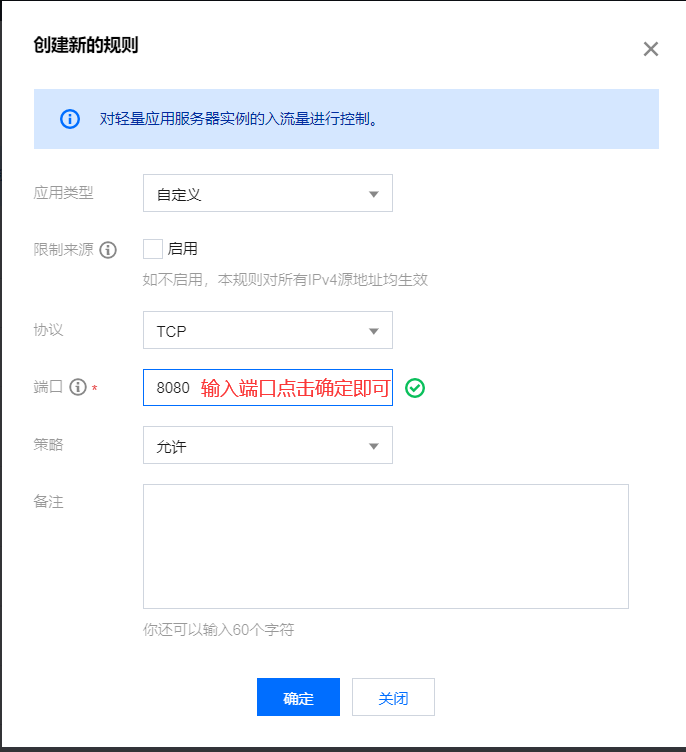 创建新的规则
对轻量应用服务器实例的入流量进行控制。
应用类型 自定义
限制来源 启用
如不启用，本规则对所有IPv4源地址均生效
协议 TCP
端口 * 8080 输入端口点击确定即可
策略 允许
备注
你还可以输入60个字符
确定 关闭